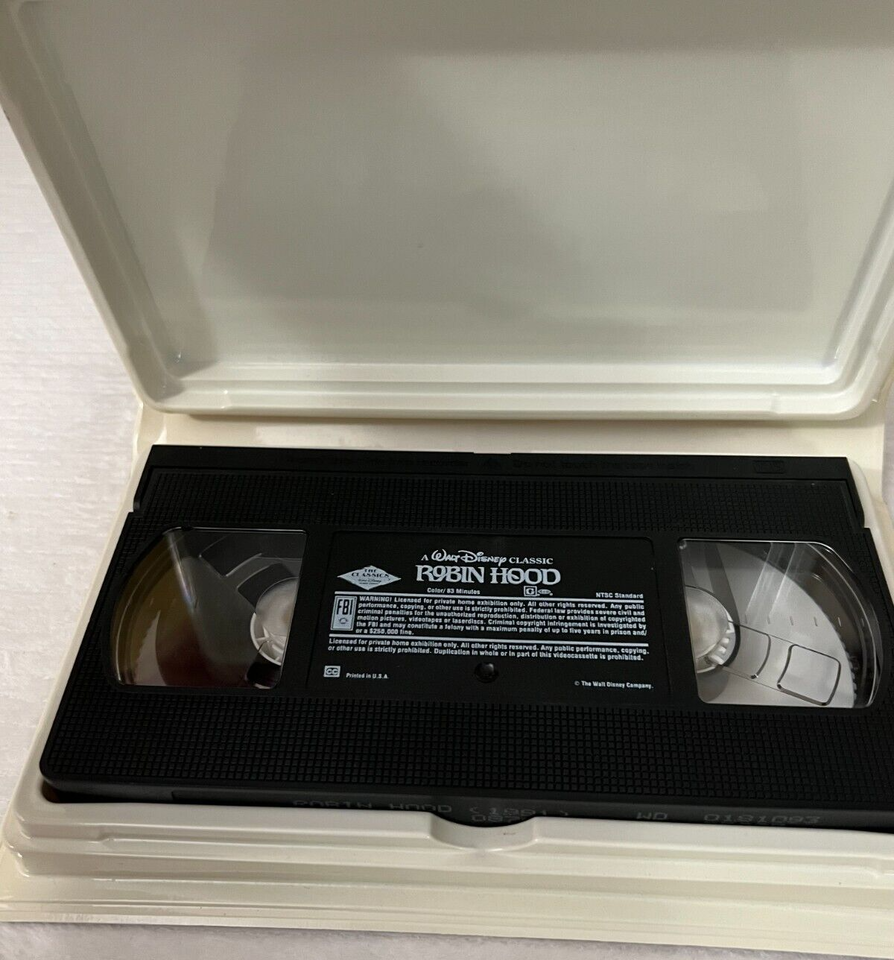 A Walt Disney CLASSIC
THE CLASSICS
ROBIN HOOD
Color/83 Minutes
G
NTSC Standard
FBI
WARNING! Licensed for private home exhibition only. All other rights reserved. Any public
performance, copying, or other use is strictly prohibited. Federal law provides severe civil and
criminal penalties for the unauthorized reproduction, distribution or exhibition of copyrighted
motion pictures, videotapes or laserdiscs. Criminal copyright infringement is investigated by
the FBI and may constitute a felony with a maximum penalty of up to five years in prison and/
or a $250,000 fine.
Licensed for private home exhibition only. All rights reserved. Any public performance, copying,
or other use is strictly prohibited. Duplication in whole or in part of this videocassette is prohibited.
CC
Printed in U.S.A.
© The Walt Disney Company.
ROBIN HOOD
WD 0191093